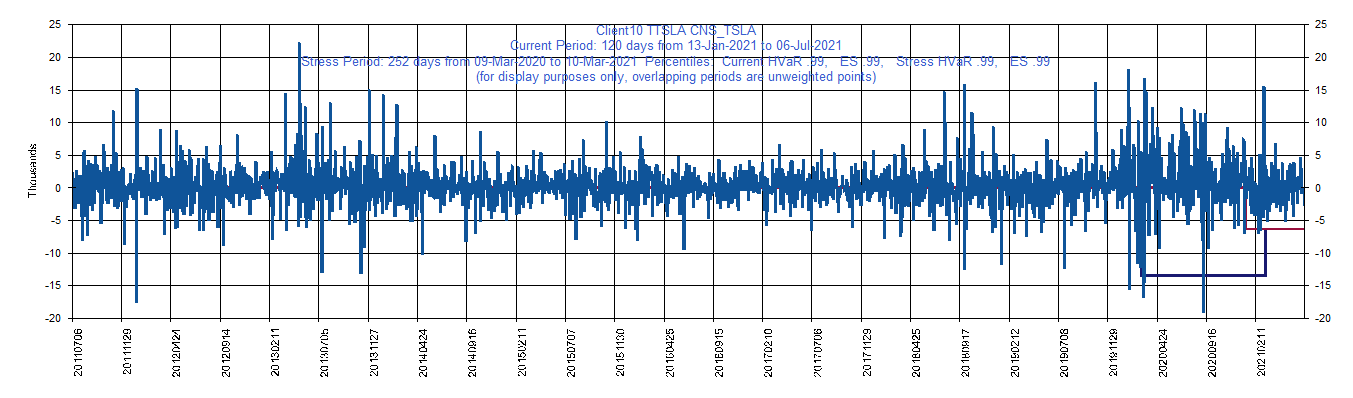 Client10 TTSLA CNS_TSLA
Current Period: 120 days from 13-Jan-2021 to 06-Jul-2021
Stress Period: 252 days from 09-Mar-2020 to 10-Mar-2021 Percentiles: Current HVaR .99, ES .99, Stress HVaR .99, ES .99
(for display purposes only, overlapping periods are unweighted points)
25 25
20 20
15 15
10 10
5 5
0 0
-5 -5
-10 -10
-15 -15
-20 -20
Thousands
20110706 20111129 20120424 20120914 20130211 20130705 20131127 20140424 20140916 20150211 20150707 20151130 20160425 20160915 20170210 20170706 20171129 20180425 20180917 20190212 20190708 20191126 20200424 20200916 20210211